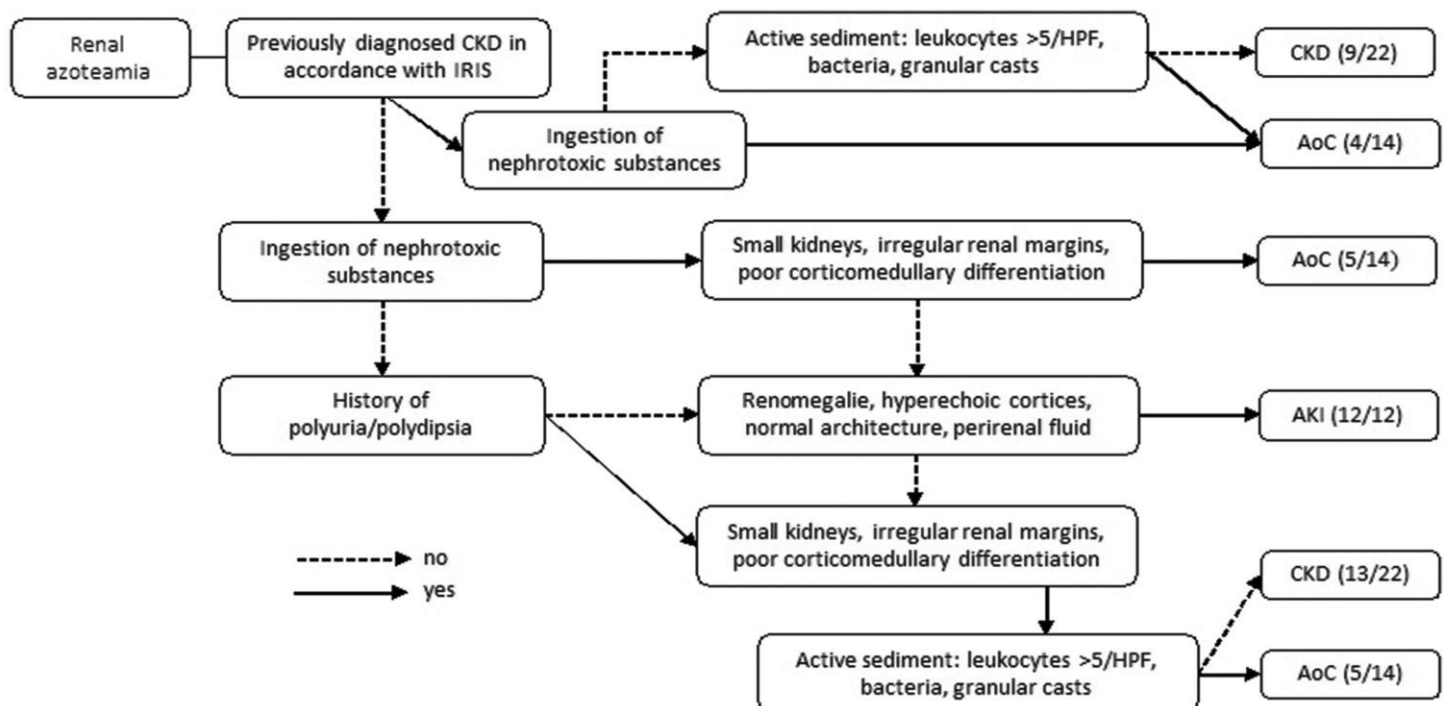 Renal
azoteamia
Previously diagnosed CKD in
accordance with IRIS
Active sediment: leukocytes >5/HPF,
bacteria, granular casts
CKD (9/22)
Ingestion of
nephrotoxic substances
AoC (4/14)
Ingestion of nephrotoxic
substances
Small kidneys, irregular renal margins,
poor corticomedullary differentiation
AoC (5/14)
History of
polyuria/polydipsia
Renomegalie, hyperechoic cortices,
normal architecture, perirenal fluid
AKI (12/12)
Small kidneys, irregular renal margins,
poor corticomedullary differentiation
no
yes
CKD (13/22)
Active sediment: leukocytes >5/HPF,
bacteria, granular casts
AoC (5/14)